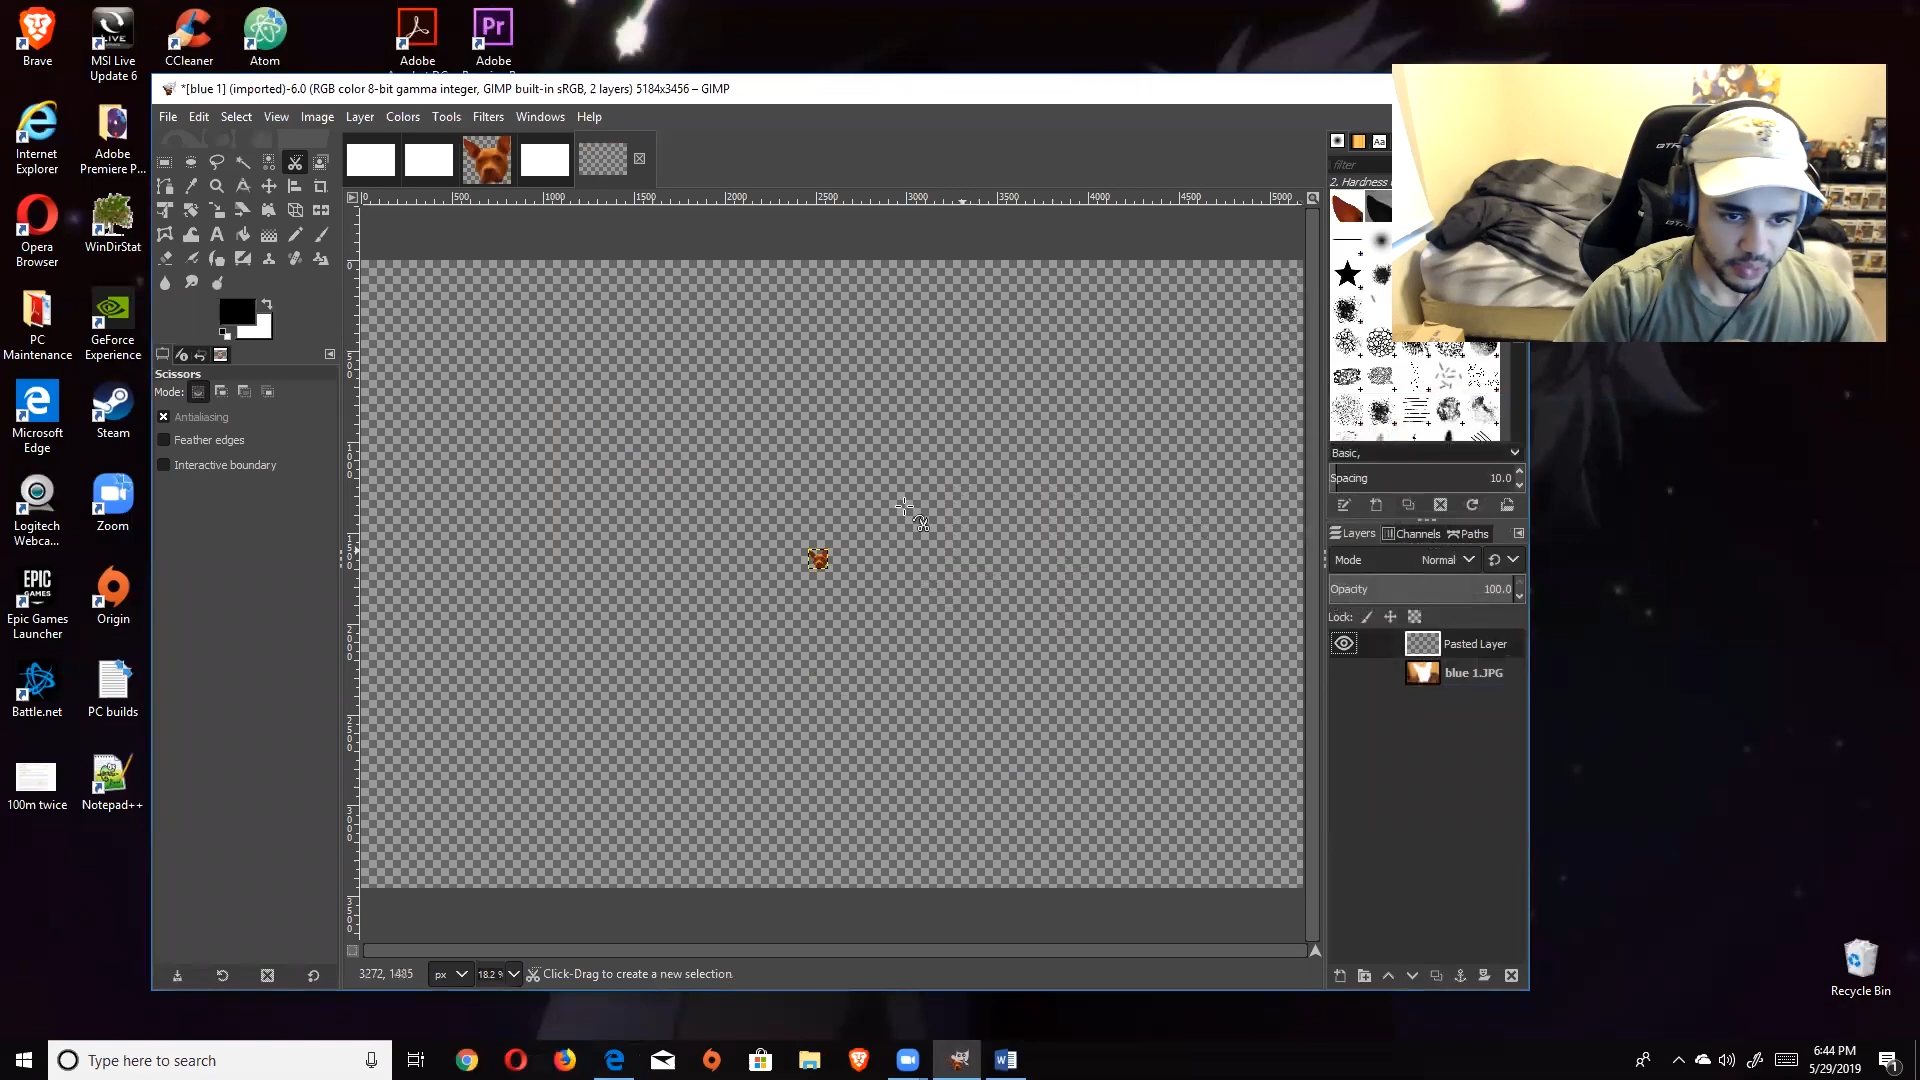 Brave
MSI Live
Update 6
CCleaner
Atom
Adobe
Adobe
*[blue 1] (imported)-6.0 (RGB color 8-bit gamma integer, GIMP built-in sRGB, 2 layers) 5184x3456 – GIMP
File Edit Select View Image Layer Colors Tools Filters Windows Help
Internet
Explorer
Adobe
Premiere P...
filter
2. Hardness
0 500 1000 1500 2000 2500 3000 3500 4000 4500 5000
Opera
Browser
WinDirStat
PC
Maintenance
GeForce
Experience
Scissors
Mode:
Antialiasing
Feather edges
Interactive boundary
Microsoft
Edge
Steam
Basic,
Spacing 10.0
Logitech
Webca...
Zoom
Layers Channels Paths
Mode Normal
Opacity 100.0
Lock:
Pasted Layer
blue 1.JPG
Epic Games
Launcher
Origin
Battle.net
PC builds
100m twice
Notepad++
3272, 1485 px 18.2 % Click-Drag to create a new selection
Recycle Bin
Type here to search
6:44 PM
5/29/2019
1